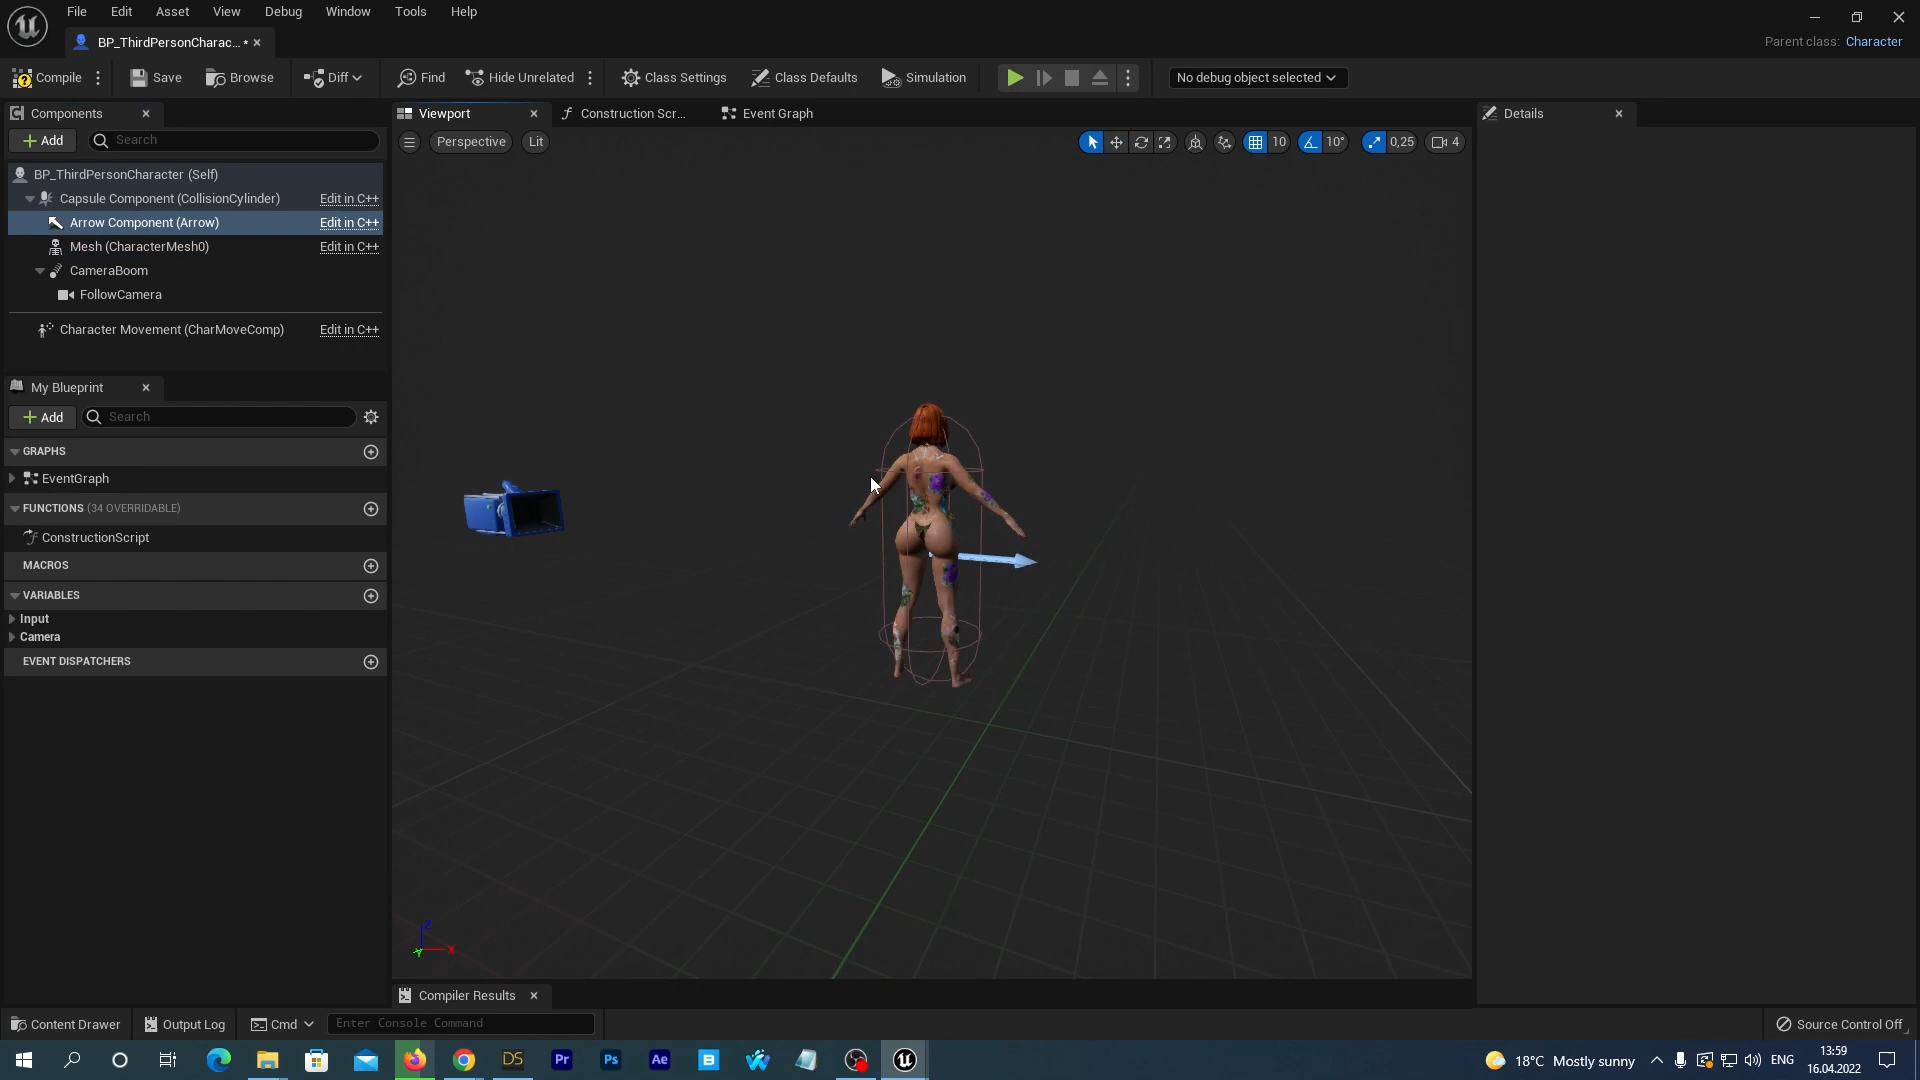 File Edit Asset View Debug Window Tools Help
BP_ThirdPersonCharac... •
Parent class: Character
Compile Save Browse Diff Find Hide Unrelated Class Settings Class Defaults Simulation No debug object selected
Components
Add Search
BP_ThirdPersonCharacter (Self)
Capsule Component (CollisionCylinder) Edit in C++
Arrow Component (Arrow) Edit in C++
Mesh (CharacterMesh0) Edit in C++
CameraBoom
FollowCamera
Character Movement (CharMoveComp) Edit in C++
My Blueprint
Add Search
GRAPHS
EventGraph
FUNCTIONS (34 OVERRIDABLE)
ConstructionScript
MACROS
VARIABLES
Input
Camera
EVENT DISPATCHERS
Viewport Construction Scr... Event Graph
Perspective Lit 10 10° 0,25 4
Z
X
Y
Compiler Results
Details
Content Drawer Output Log Cmd Enter Console Command Source Control Off
DS Pr Ps Ae B
18°C Mostly sunny ENG
13:59
16.04.2022